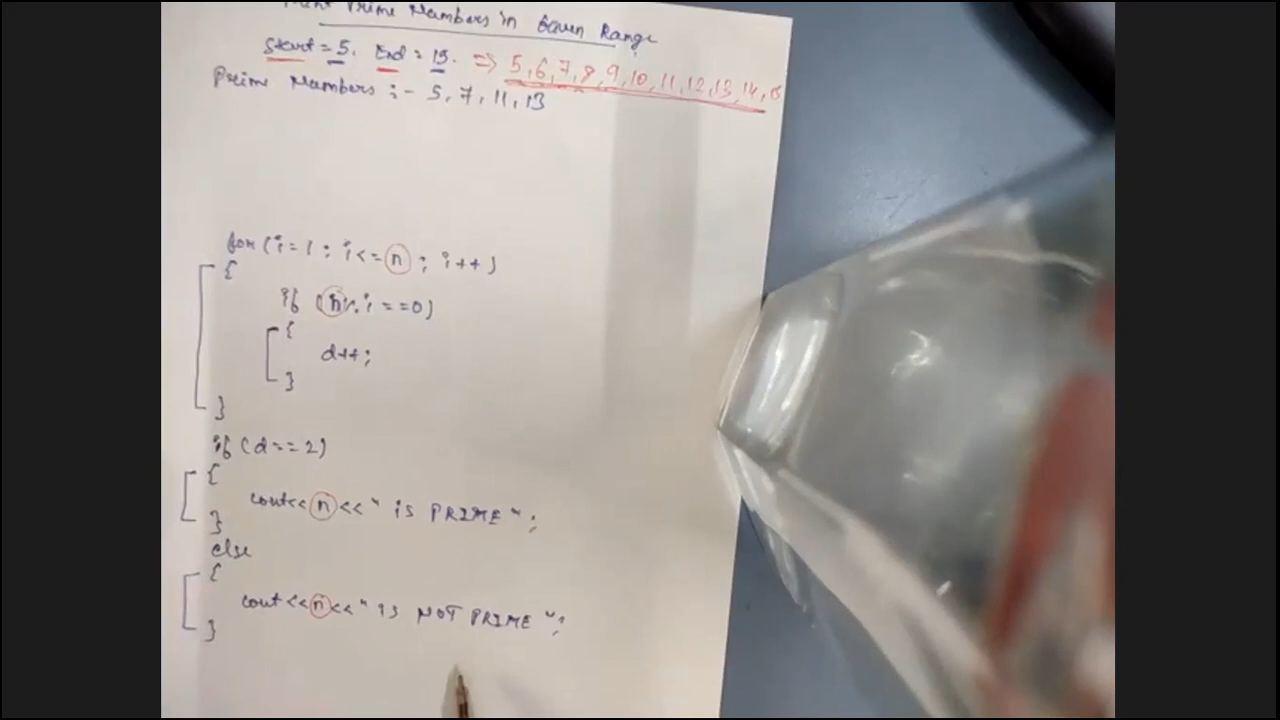 Print Prime Numbers in Given Range
Start = 5. End = 15. => 5, 6, 7, 8, 9, 10, 11, 12, 13, 14, 15
Prime Numbers :- 5, 7, 11, 13
for (i=1 ; i<=n ; i++)
{
if (n%i==0)
{
d++;
}
}
if (d==2)
{
cout<<n<<" is PRIME";
}
else
{
cout<<n<<" is NOT PRIME";
}